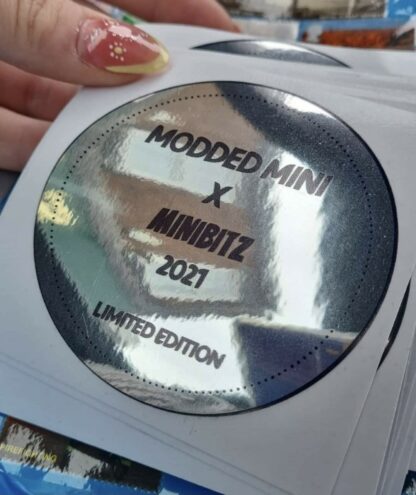 MODDED MINI
X
MINIBITZ
2021
LIMITED EDITION